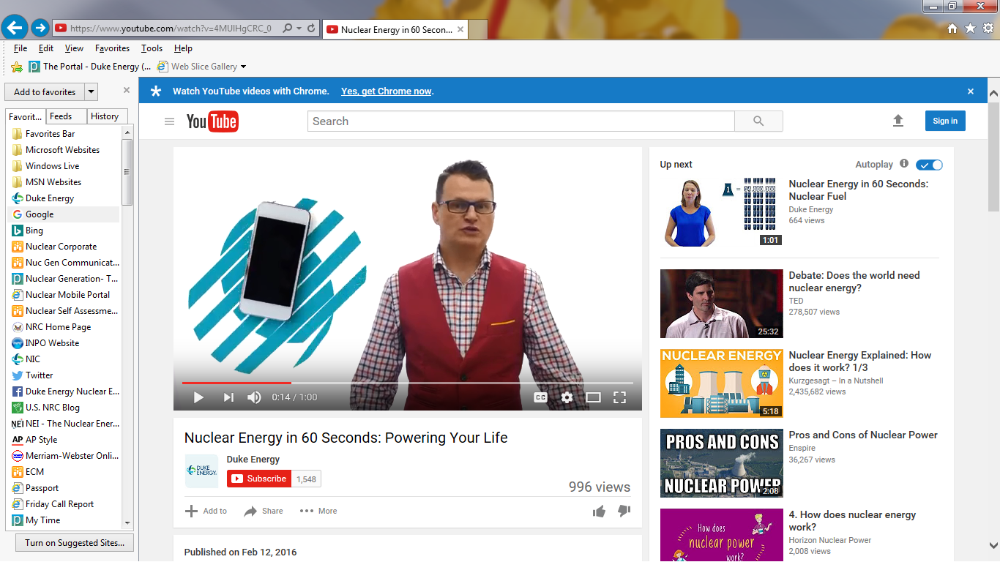 https://www.youtube.com/watch?v=4MUIHgCRC_0
Nuclear Energy in 60 Secon...
File Edit View Favorites Tools Help
The Portal - Duke Energy (...
Web Slice Gallery
Add to favorites
Favorit... Feeds History
Favorites Bar
Microsoft Websites
Windows Live
MSN Websites
Duke Energy
Google
Bing
Nuclear Corporate
Nuc Gen Communicat...
Nuclear Generation- T...
Nuclear Mobile Portal
Nuclear Self Assessme...
NRC Home Page
INPO Website
NIC
Twitter
Duke Energy Nuclear E...
U.S. NRC Blog
NEI - The Nuclear Ener...
AP Style
Merriam-Webster Onli...
ECM
Passport
Friday Call Report
My Time
Turn on Suggested Sites...
Watch YouTube videos with Chrome. Yes, get Chrome now.
YouTube
Search
Sign in
0:14 / 1:00
CC
Nuclear Energy in 60 Seconds: Powering Your Life
DUKE ENERGY.
Duke Energy
Subscribe 1,548
996 views
Add to Share More
Published on Feb 12, 2016
Up next Autoplay
1 =
1:01
Nuclear Energy in 60 Seconds:
Nuclear Fuel
Duke Energy
664 views
25:32
Debate: Does the world need
nuclear energy?
TED
278,507 views
NUCLEAR ENERGY
5:18
Nuclear Energy Explained: How
does it work? 1/3
Kurzgesagt – In a Nutshell
2,435,682 views
PROS AND CONS
NUCLEAR POWER
2:08
Pros and Cons of Nuclear Power
Enspire
36,267 views
How does
nuclear power
work?
4. How does nuclear energy
work?
Horizon Nuclear Power
2,008 views